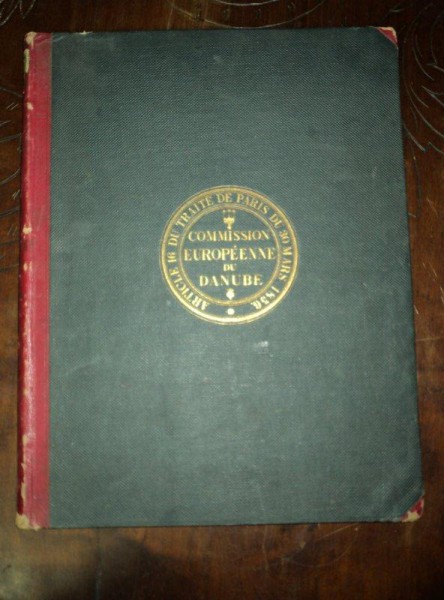 ARTICLE 16 DU TRAITÉ DE PARIS DU 30 MARS 1856
COMMISSION
EUROPÉENNE
DU
DANUBE